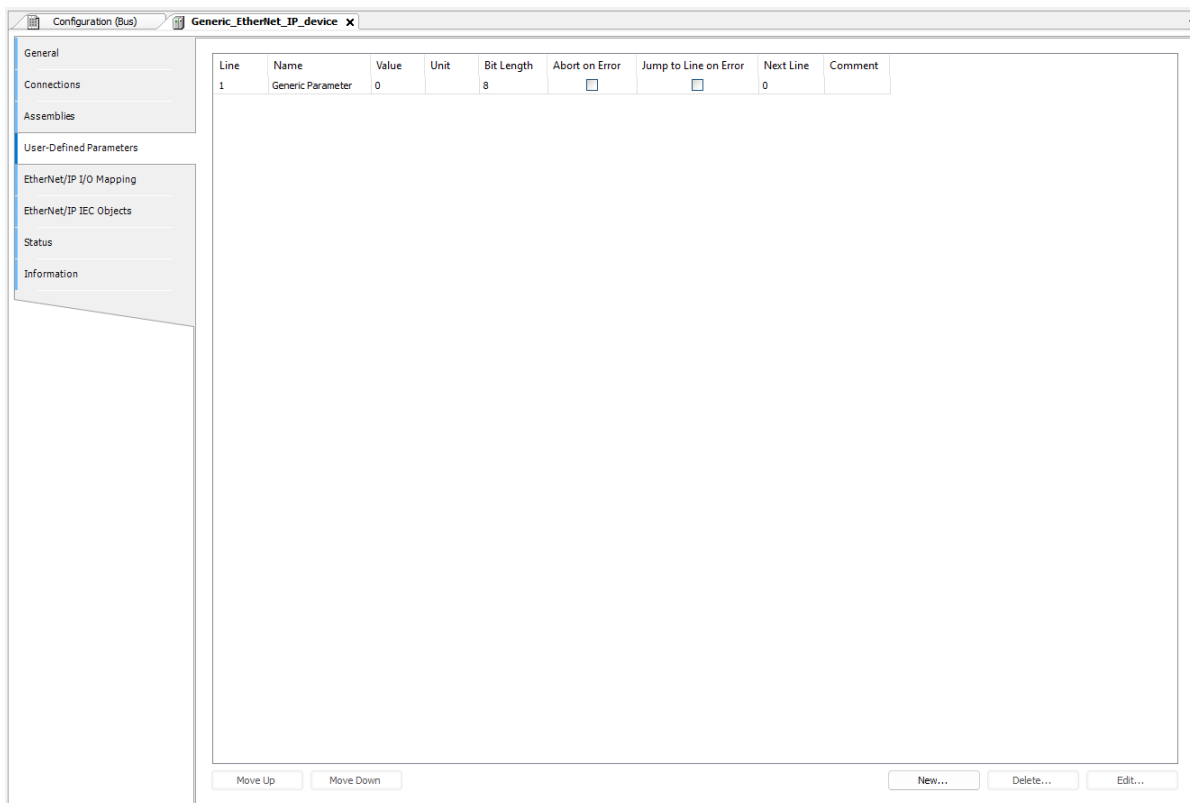 Configuration (Bus) Generic_EtherNet_IP_device x
General
Connections
Assemblies
User-Defined Parameters
EtherNet/IP I/O Mapping
EtherNet/IP IEC Objects
Status
Information
Line Name Value Unit Bit Length Abort on Error Jump to Line on Error Next Line Comment
1 Generic Parameter 0 8 0
Move Up Move Down New... Delete... Edit...